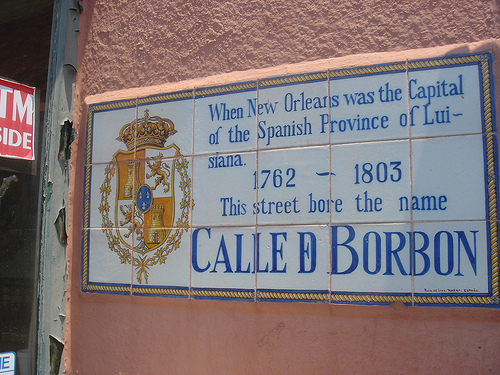 TM
SIDE
When New Orleans was the Capital
of the Spanish Province of Lui-
siana.
1762 - 1803
This street bore the name
CALLE D BORBON